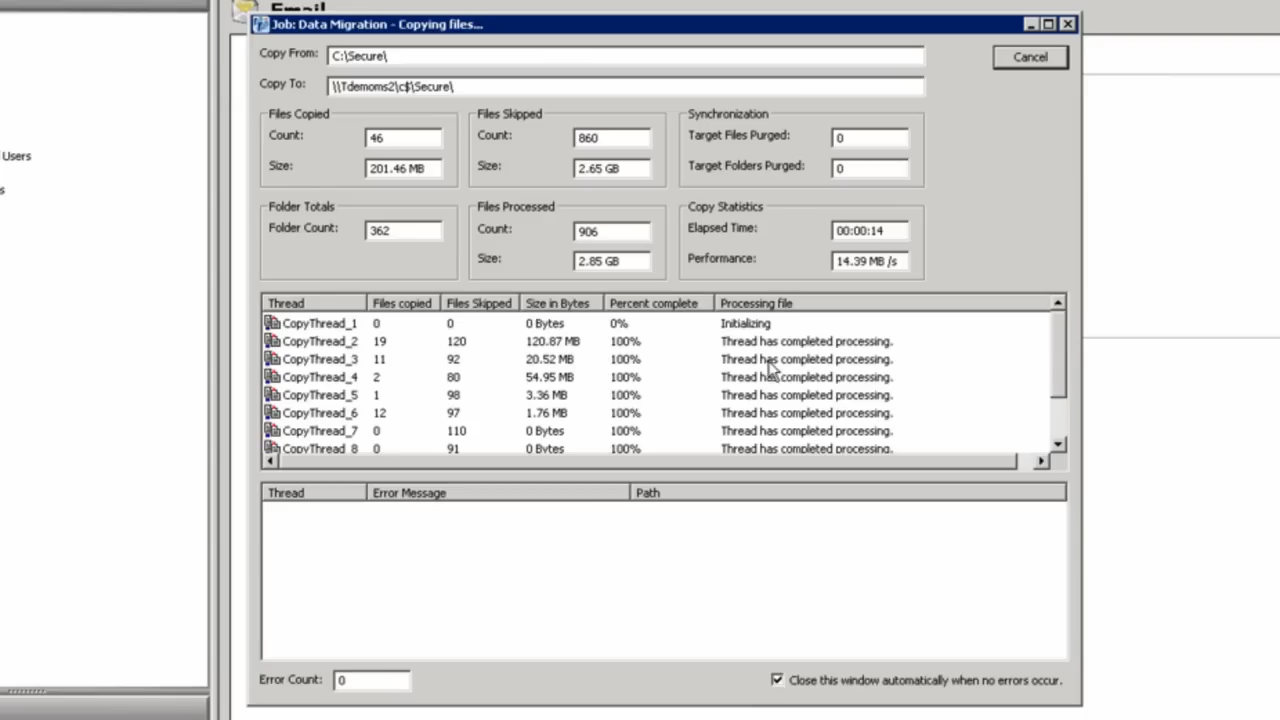 Email
Job: Data Migration - Copying files...
Copy From: C:\Secure\ Cancel
Copy To: \\Tdemoms2\c$\Secure\
Files Copied Files Skipped Synchronization
Count: 46 Count: 860 Target Files Purged: 0
Size: 201.46 MB Size: 2.65 GB Target Folders Purged: 0
Users
s
Folder Totals Files Processed Copy Statistics
Folder Count: 362 Count: 906 Elapsed Time: 00:00:14
Size: 2.85 GB Performance: 14.39 MB /s
Thread Files copied Files Skipped Size in Bytes Percent complete Processing file
CopyThread_1 0 0 0 Bytes 0% Initializing
CopyThread_2 19 120 120.87 MB 100% Thread has completed processing.
CopyThread_3 11 92 20.52 MB 100% Thread has completed processing.
CopyThread_4 2 80 54.95 MB 100% Thread has completed processing.
CopyThread_5 1 98 3.36 MB 100% Thread has completed processing.
CopyThread_6 12 97 1.76 MB 100% Thread has completed processing.
CopyThread_7 0 110 0 Bytes 100% Thread has completed processing.
CopyThread_8 0 91 0 Bytes 100% Thread has completed processing.
Thread Error Message Path
Error Count: 0 Close this window automatically when no errors occur.